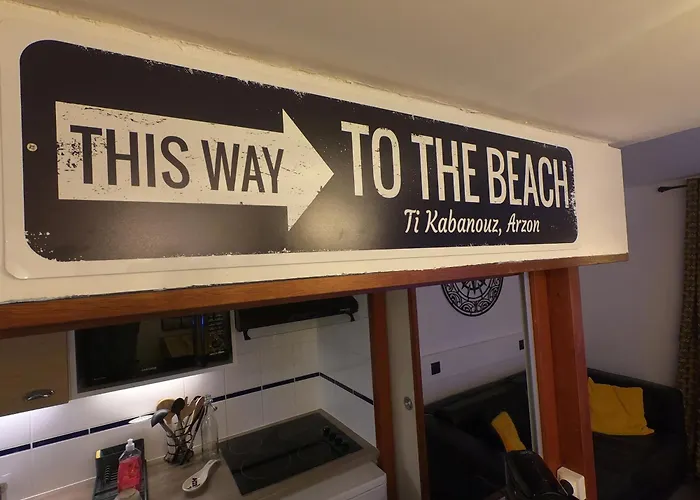 THIS WAY
TO THE BEACH
Ti Kabanouz, Arzon